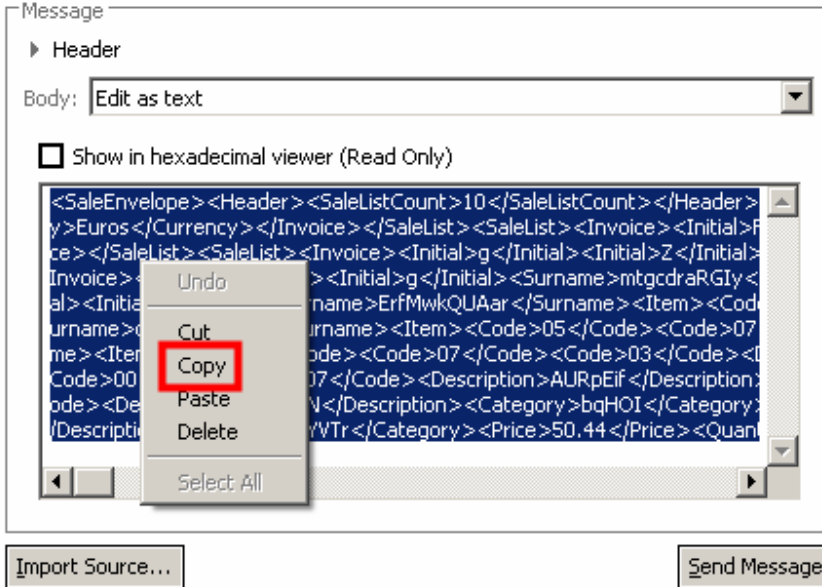 Message
Header
Body: Edit as text
Show in hexadecimal viewer (Read Only)
<SaleEnvelope><Header><SaleListCount>10</SaleListCount></Header>
y>Euros</Currency></Invoice></SaleList><SaleList><Invoice><Initial>F
ce></SaleList><SaleList><Invoice><Initial>g</Initial><Initial>Z</Initial>
Invoice> ><Initial>g</Initial><Surname>mtgcdraRGIy<
al><Initia rname>ErfMwkQUAar</Surname><Item><Cod
urname> urname><Item><Code>05</Code><Code>07
me><Iter ode><Code>07</Code><Code>03</Code><
Code>00 07</Code><Description>AURpEif</Description>
ode><De N</Description><Category>bqHOI</Category>
/Descripti YVTr</Category><Price>50.44</Price><Quant
Undo
Cut
Copy
Paste
Delete
Select All
Import Source... Send Message